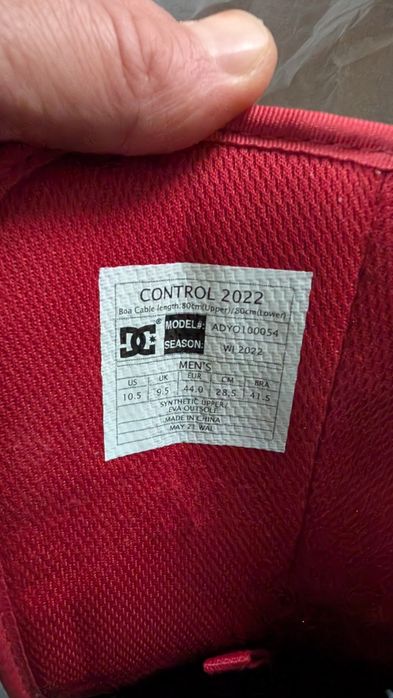 CONTROL 2022
Boa Cable length:80cm(Upper)/80cm(Lower)
DC® MODEL#: ADYO100054
SEASON: WI 2022
MEN'S
US UK EUR CM BRA
10.5 9.5 44.0 28.5 41.5
SYNTHETIC UPPER/
EVA OUTSOLE
MADE IN CHINA
MAY 21 WAL